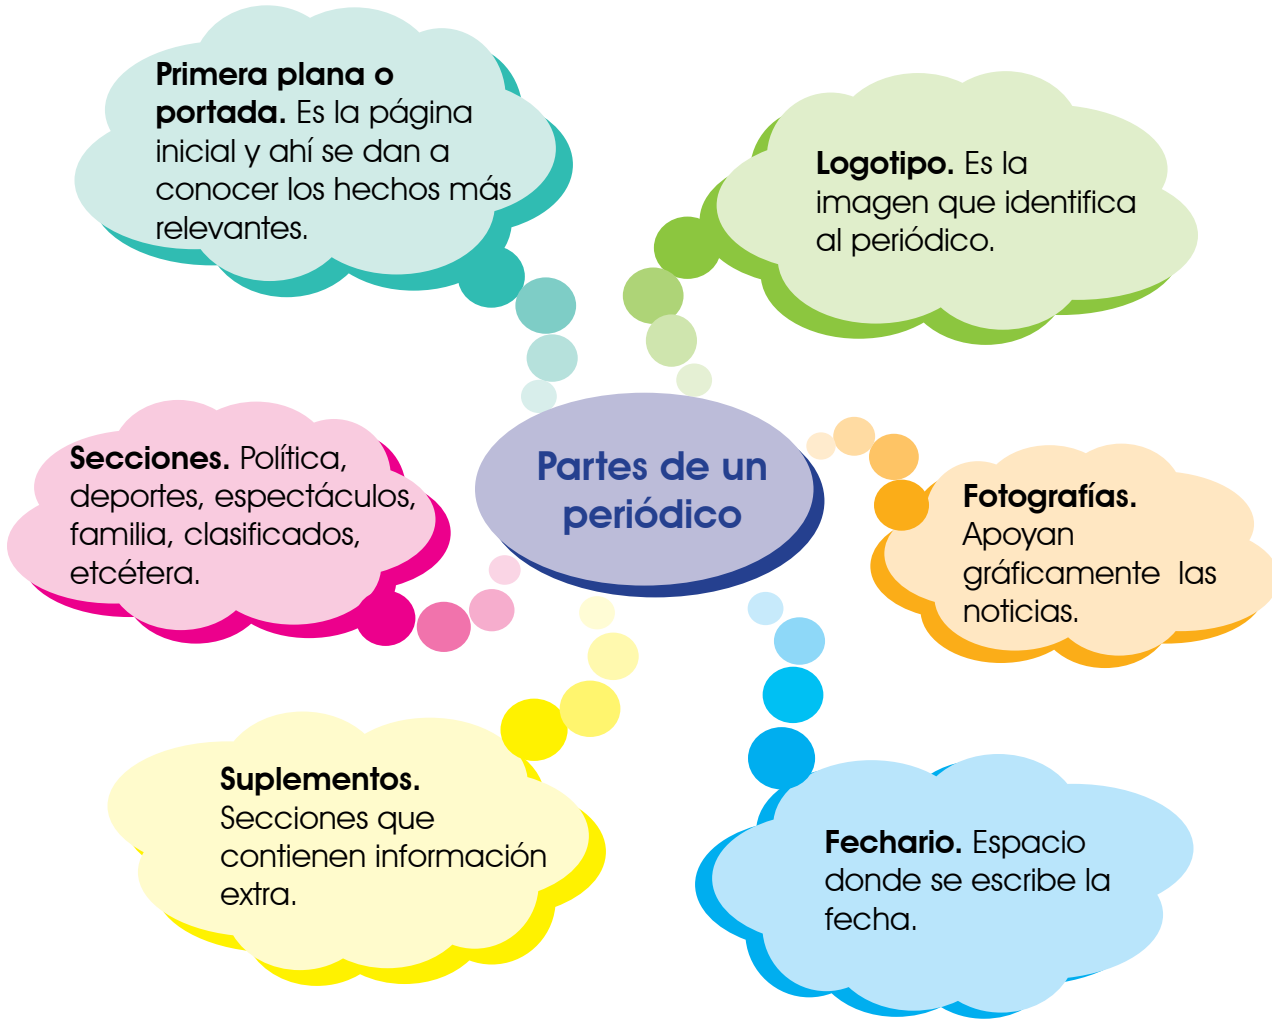 Primera plana o
portada. Es la página
inicial y ahí se dan a
conocer los hechos más
relevantes.
Logotipo. Es la
imagen que identifica
al periódico.
Partes de un
periódico
Secciones. Política,
deportes, espectáculos,
familia, clasificados,
etcétera.
Fotografías.
Apoyan
gráficamente las
noticias.
Suplementos.
Secciones que
contienen información
extra.
Fechario. Espacio
donde se escribe la
fecha.